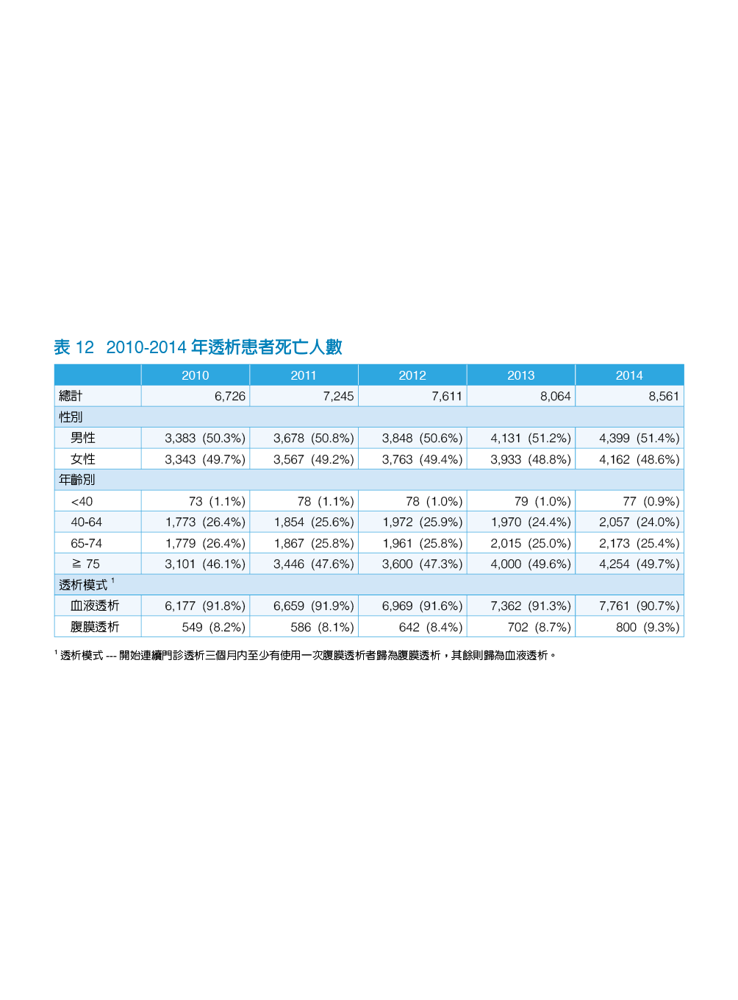 表 12 2010-2014 年透析患者死亡人數
2010 2011 2012 2013 2014
總計 6,726 7,245 7,611 8,064 8,561
性別
男性 3,383 (50.3%) 3,678 (50.8%) 3,848 (50.6%) 4,131 (51.2%) 4,399 (51.4%)
女性 3,343 (49.7%) 3,567 (49.2%) 3,763 (49.4%) 3,933 (48.8%) 4,162 (48.6%)
年齡別
<40 73 (1.1%) 78 (1.1%) 78 (1.0%) 79 (1.0%) 77 (0.9%)
40-64 1,773 (26.4%) 1,854 (25.6%) 1,972 (25.9%) 1,970 (24.4%) 2,057 (24.0%)
65-74 1,779 (26.4%) 1,867 (25.8%) 1,961 (25.8%) 2,015 (25.0%) 2,173 (25.4%)
≧ 75 3,101 (46.1%) 3,446 (47.6%) 3,600 (47.3%) 4,000 (49.6%) 4,254 (49.7%)
透析模式 1
血液透析 6,177 (91.8%) 6,659 (91.9%) 6,969 (91.6%) 7,362 (91.3%) 7,761 (90.7%)
腹膜透析 549 (8.2%) 586 (8.1%) 642 (8.4%) 702 (8.7%) 800 (9.3%)
1 透析模式 --- 開始連續門診透析三個月內至少有使用一次腹膜透析者歸為腹膜透析，其餘則歸為血液透析。